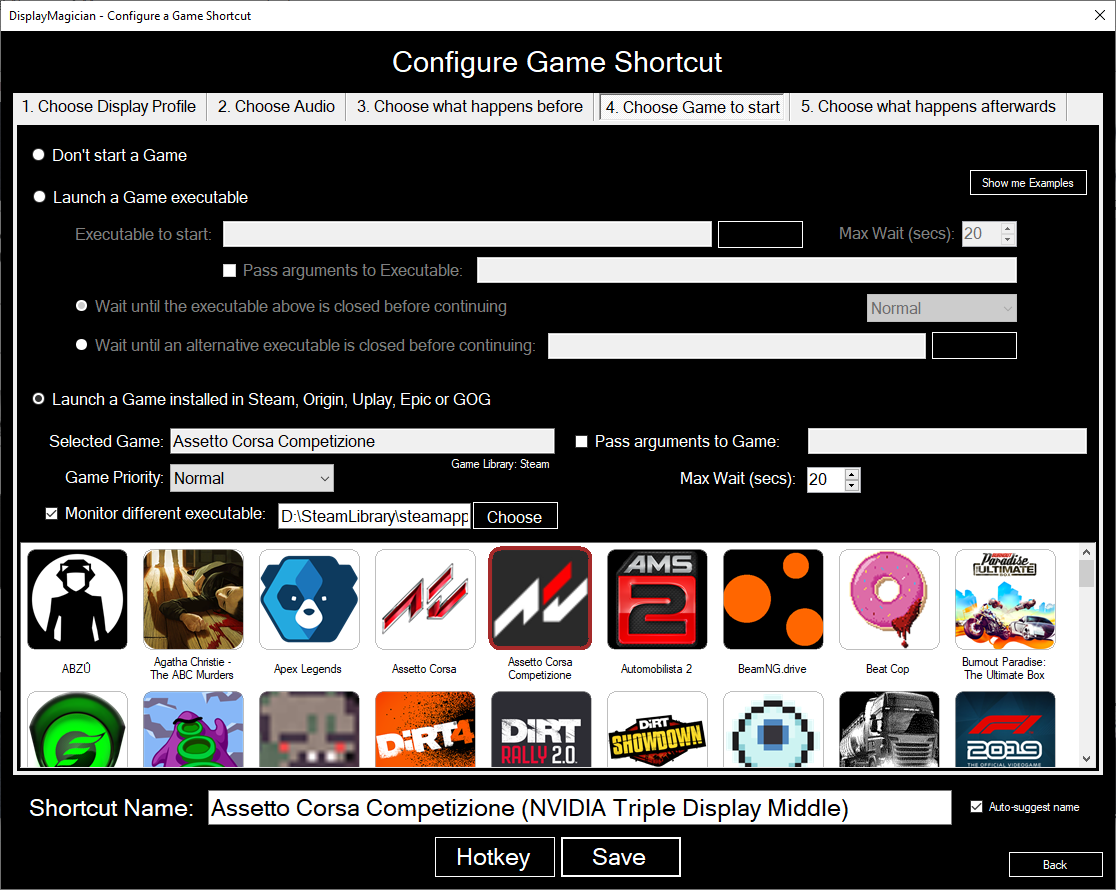 DisplayMagician - Configure a Game Shortcut
Configure Game Shortcut
1. Choose Display Profile
2. Choose Audio
3. Choose what happens before
4. Choose Game to start
5. Choose what happens afterwards
Don't start a Game
Show me Examples
Launch a Game executable
Executable to start:
Max Wait (secs):
20
Pass arguments to Executable:
Wait until the executable above is closed before continuing
Normal
Wait until an alternative executable is closed before continuing:
Launch a Game installed in Steam, Origin, Uplay, Epic or GOG
Selected Game:
Assetto Corsa Competizione
Pass arguments to Game:
Game Library: Steam
Game Priority:
Normal
Max Wait (secs):
20
Monitor different executable:
D:\SteamLibrary\steamapp
Choose
AMS
2
Burnout
Paradise
ULTIMATE
BOX
ABZÛ
Agatha Christie -
The ABC Murders
Apex Legends
Assetto Corsa
Assetto Corsa
Competizione
Automobilista 2
BeamNG.drive
Beat Cop
Burnout Paradise:
The Ultimate Box
DiRT4
DiRT
RALLY 2.0.
DiRT
SHOWDOWN
F1
2019
THE OFFICIAL VIDEOGAME
Shortcut Name:
Assetto Corsa Competizione (NVIDIA Triple Display Middle)
Auto-suggest name
Hotkey
Save
Back